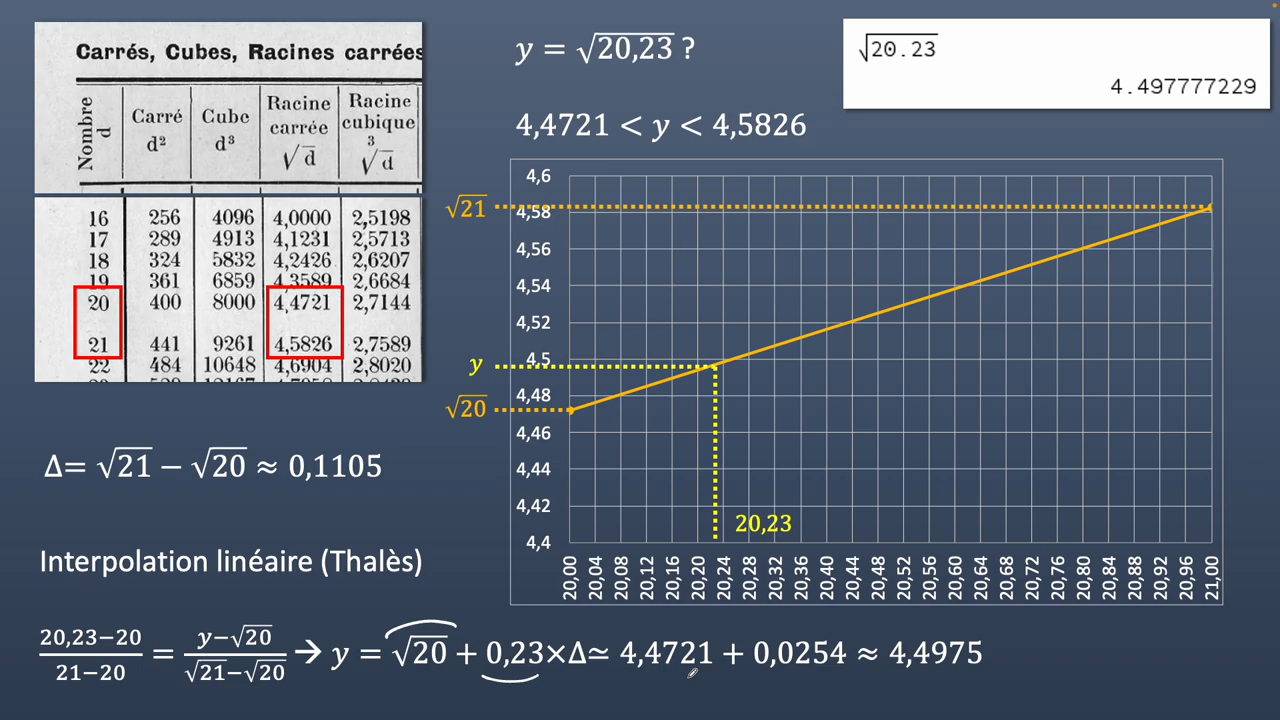 Carrés, Cubes, Racines carrées
Nombre d
Carré d²
Cube d³
Racine carrée √d
Racine cubique ³√d
16 256 4096 4,0000 2,5198
17 289 4913 4,1231 2,5713
18 324 5832 4,2426 2,6207
19 361 6859 4,3589 2,6684
20 400 8000 4,4721 2,7144
21 441 9261 4,5826 2,7589
22 484 10648 4,6904 2,8020
y = √20,23 ?
√20.23
4.497777229
4,4721 < y < 4,5826
4,6
√21
4,58
4,56
4,54
4,52
4,5
y
4,48
√20
4,46
4,44
4,42
4,4
20,23
20,00 20,04 20,08 20,12 20,16 20,20 20,24 20,28 20,32 20,36 20,40 20,44 20,48 20,52 20,56 20,60 20,64 20,68 20,72 20,76 20,80 20,84 20,88 20,92 20,96 21,00
Δ= √21 − √20 ≈ 0,1105
Interpolation linéaire (Thalès)
20,23−20 / 21−20 = y−√20 / √21−√20 → y = √20 + 0,23×Δ≃ 4,4721 + 0,0254 ≈ 4,4975